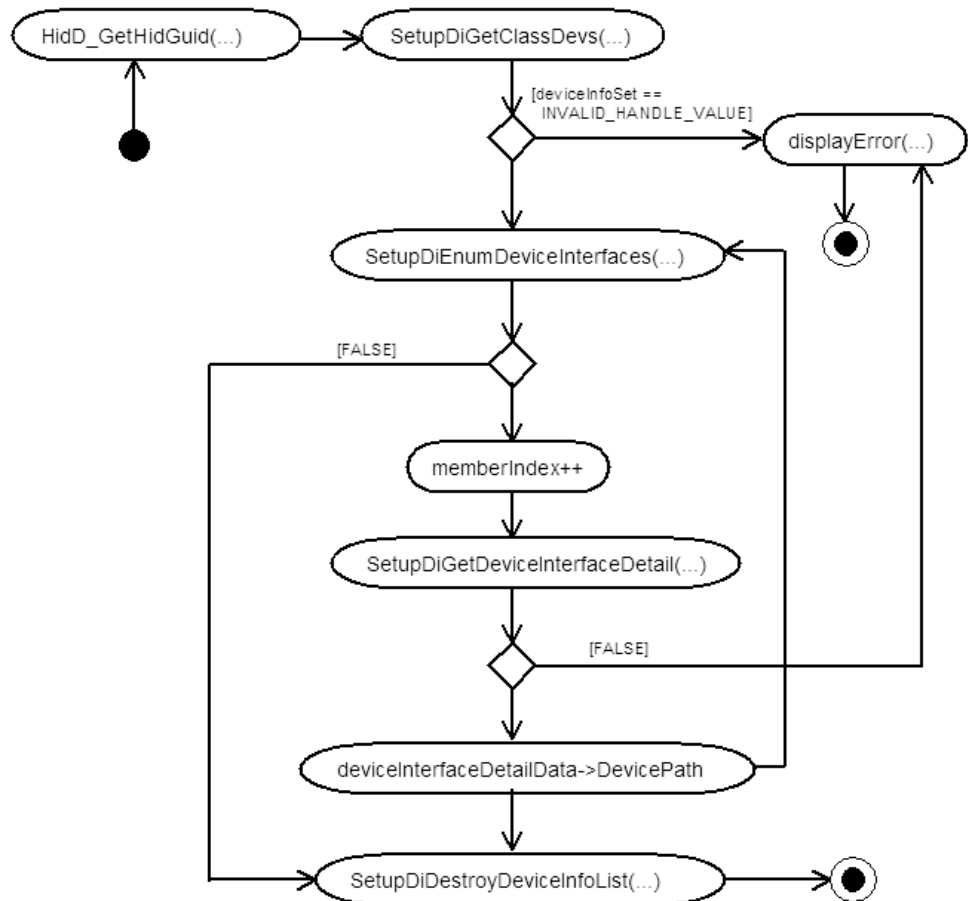 HidD_GetHidGuid(...)
SetupDiGetClassDevs(...)
[deviceInfoSet ==
INVALID_HANDLE_VALUE]
displayError(...)
SetupDiEnumDeviceInterfaces(...)
[FALSE]
memberIndex++
SetupDiGetDeviceInterfaceDetail(...)
[FALSE]
deviceInterfaceDetailData->DevicePath
SetupDiDestroyDeviceInfoList(...)